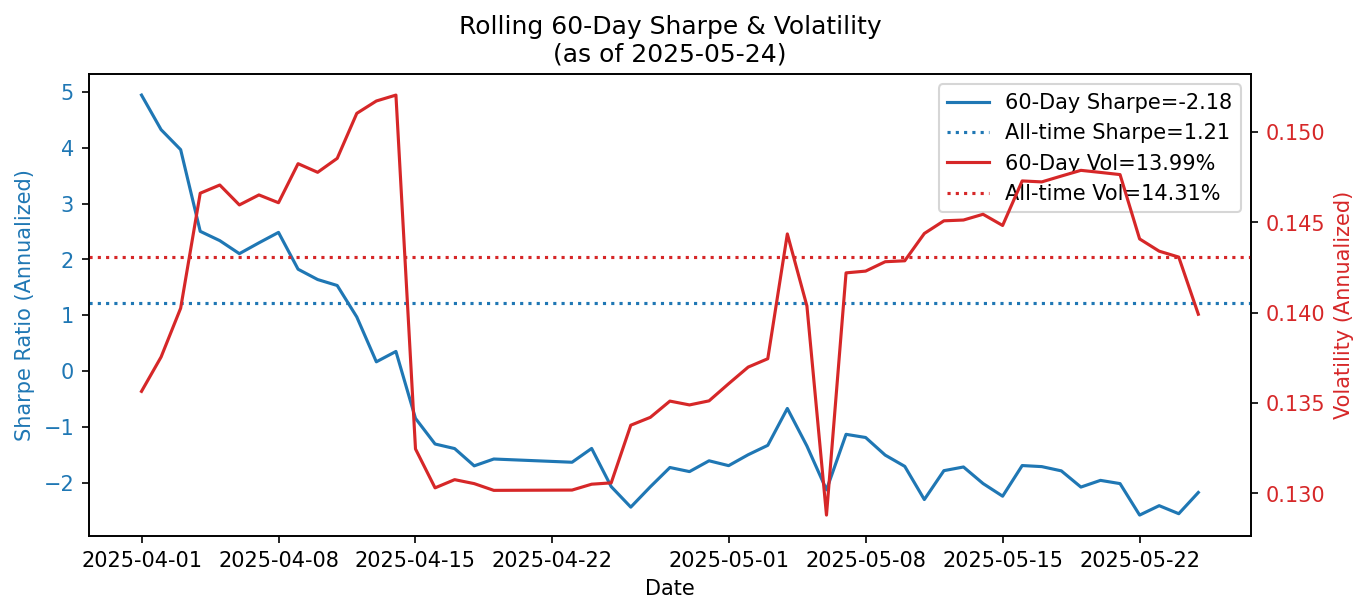 Rolling 60-Day Sharpe & Volatility
(as of 2025-05-24)
60-Day Sharpe=-2.18
All-time Sharpe=1.21
60-Day Vol=13.99%
All-time Vol=14.31%
Sharpe Ratio (Annualized)
5
4
3
2
1
0
−1
−2
0.150
0.145
0.140
0.135
0.130
Volatility (Annualized)
2025-04-01 2025-04-08 2025-04-15 2025-04-22 2025-05-01 2025-05-08 2025-05-15 2025-05-22
Date